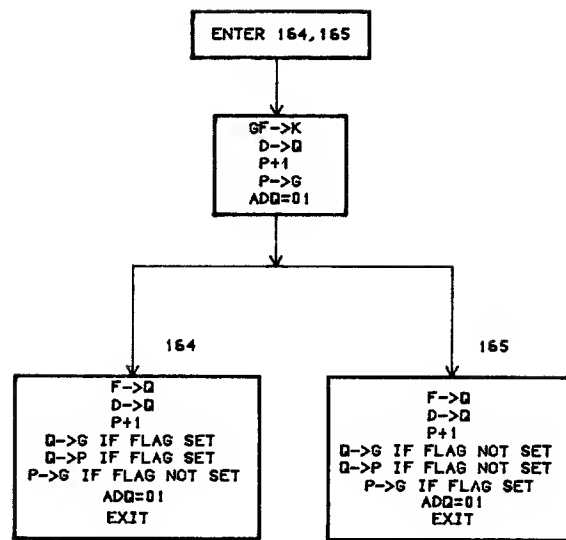 ENTER 164,165
GF->K
D->Q
P+1
P->G
ADQ=01
164
165
F->Q
D->Q
P+1
Q->G IF FLAG SET
Q->P IF FLAG SET
P->G IF FLAG NOT SET
ADQ=01
EXIT
F->Q
D->Q
P+1
Q->G IF FLAG NOT SET
Q->P IF FLAG NOT SET
P->G IF FLAG SET
ADQ=01
EXIT